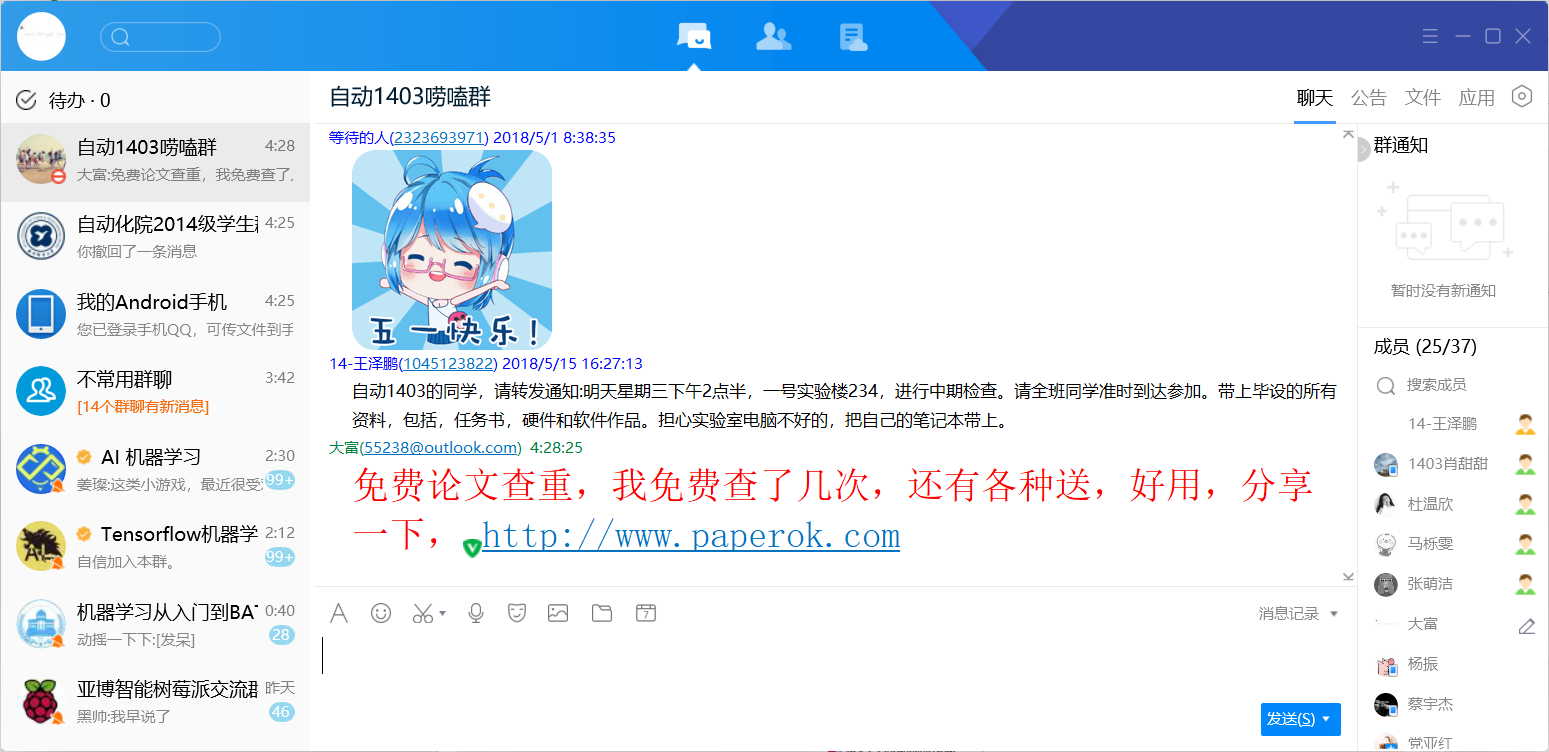 待办 · 0
自动1403唠嗑群 4:28
大富:免费论文查重，我免费查了,
自动化院2014级学生 4:25
你撤回了一条消息
我的Android手机 4:25
您已登录手机QQ，可传文件到手
不常用群聊 3:42
[14个群聊有新消息]
AI 机器学习 2:30
姜璨:这类小游戏，最近很受 99+
Tensorflow机器学 2:12
自信加入本群。 99+
机器学习从入门到BAT 0:40
动摇一下下:[发呆] 28
亚博智能树莓派交流群 昨天
黑帅:我早说了 46
自动1403唠嗑群
聊天 公告 文件 应用
等待的人(2323693971) 2018/5/1 8:38:35
五一快乐!
14-王泽鹏(1045123822) 2018/5/15 16:27:13
自动1403的同学，请转发通知:明天星期三下午2点半，一号实验楼234，进行中期检查。请全班同学准时到达参加。带上毕设的所有
资料，包括，任务书，硬件和软件作品。担心实验室电脑不好的，把自己的笔记本带上。
大富(55238@outlook.com) 4:28:25
免费论文查重，我免费查了几次，还有各种送，好用，分享
一下，http://www.paperok.com
7
消息记录
发送(S)
群通知
暂时没有新通知
成员 (25/37)
搜索成员
14-王泽鹏
1403肖甜甜
杜温欣
马栎雯
张萌洁
大富
杨振
蔡宇杰
党亚红